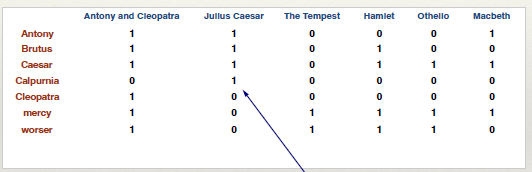 Antony and Cleopatra Julius Caesar The Tempest Hamlet Othello Macbeth
Antony 1 1 0 0 0 1
Brutus 1 1 0 1 0 0
Caesar 1 1 0 1 1 1
Calpurnia 0 1 0 0 0 0
Cleopatra 1 0 0 0 0 0
mercy 1 0 1 1 1 1
worser 1 0 1 1 1 0